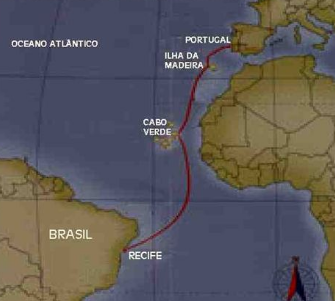 OCEANO ATLÂNTICO
PORTUGAL
ILHA DA
MADEIRA
CABO
VERDE
BRASIL
RECIFE